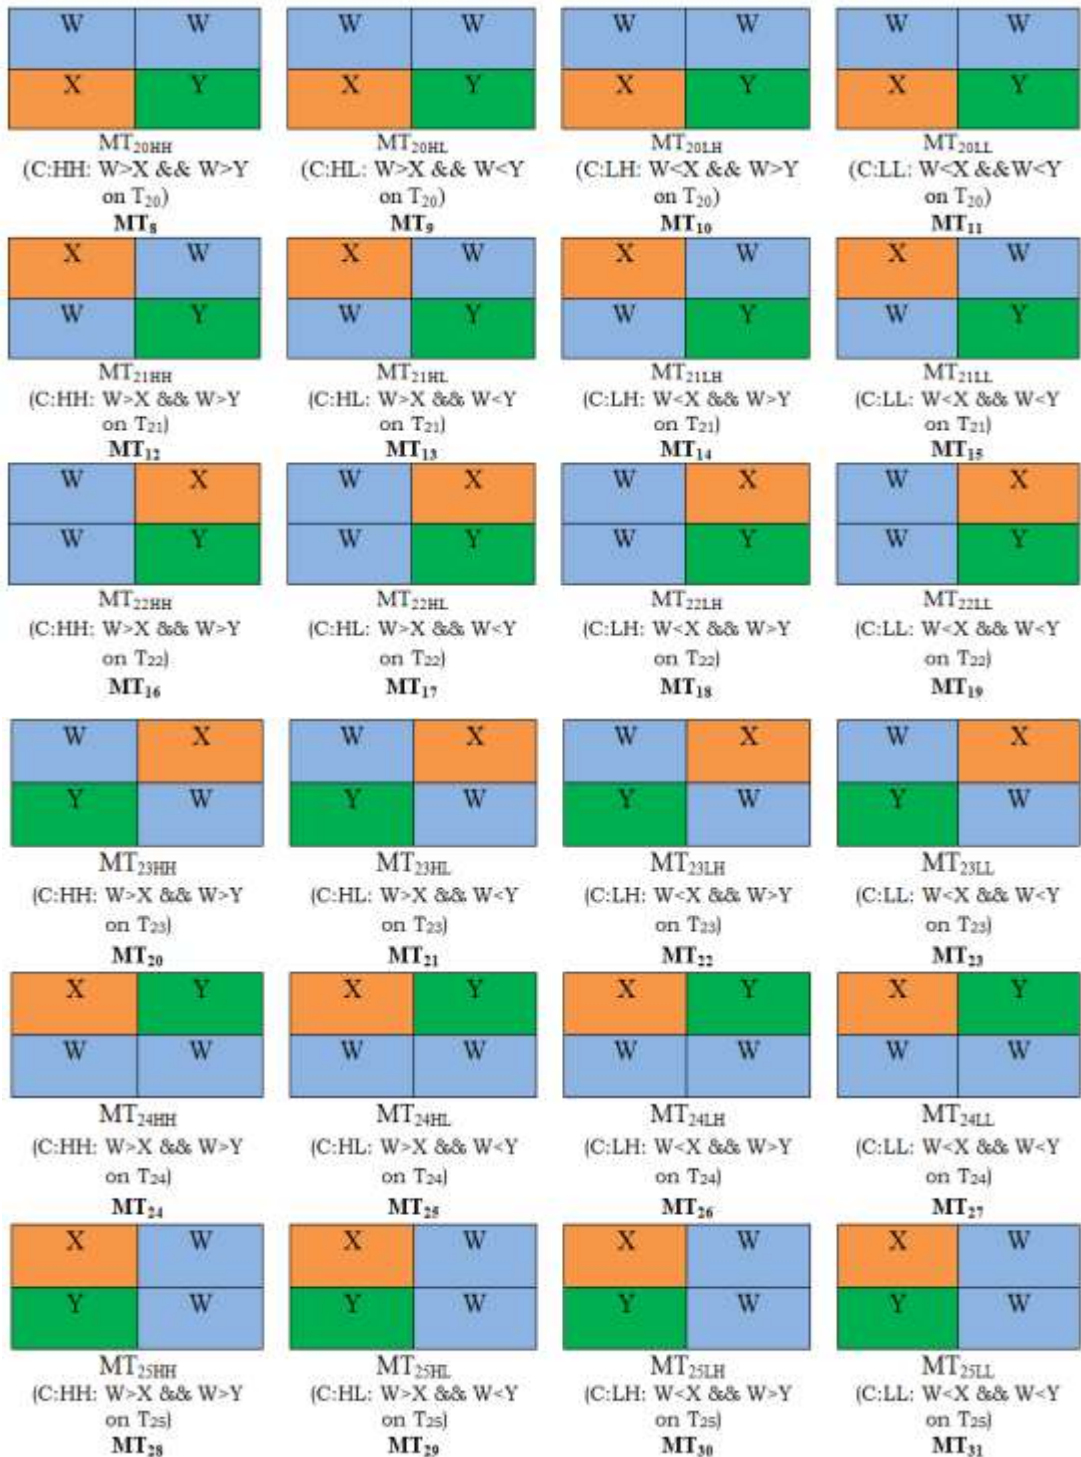 W W W W W W W W
X Y X Y X Y X Y
MT20HH MT20HL MT20LH MT20LL
(C:HH: W>X && W>Y (C:HL: W>X && W<Y (C:LH: W<X && W>Y (C:LL: W<X &&W<Y
on T20) on T20) on T20) on T20)
MT8 MT9 MT10 MT11
X W X W X W X W
W Y W Y W Y W Y
MT21HH MT21HL MT21LH MT21LL
(C:HH: W>X && W>Y (C:HL: W>X && W<Y (C:LH: W<X && W>Y (C:LL: W<X && W<Y
on T21) on T21) on T21) on T21)
MT12 MT13 MT14 MT15
W X W X W X W X
W Y W Y W Y W Y
MT22HH MT22HL MT22LH MT22LL
(C:HH: W>X && W>Y (C:HL: W>X && W<Y (C:LH: W<X && W>Y (C:LL: W<X && W<Y
on T22) on T22) on T22) on T22)
MT16 MT17 MT18 MT19
W X W X W X W X
Y W Y W Y W Y W
MT23HH MT23HL MT23LH MT23LL
(C:HH: W>X && W>Y (C:HL: W>X && W<Y (C:LH: W<X && W>Y (C:LL: W<X && W<Y
on T23) on T23) on T23) on T23)
MT20 MT21 MT22 MT23
X Y X Y X Y X Y
W W W W W W W W
MT24HH MT24HL MT24LH MT24LL
(C:HH: W>X && W>Y (C:HL: W>X && W<Y (C:LH: W<X && W>Y (C:LL: W<X && W<Y
on T24) on T24) on T24) on T24)
MT24 MT25 MT26 MT27
X W X W X W X W
Y W Y W Y W Y W
MT25HH MT25HL MT25LH MT25LL
(C:HH: W>X && W>Y (C:HL: W>X && W<Y (C:LH: W<X && W>Y (C:LL: W<X && W<Y
on T25) on T25) on T25) on T25)
MT28 MT29 MT30 MT31